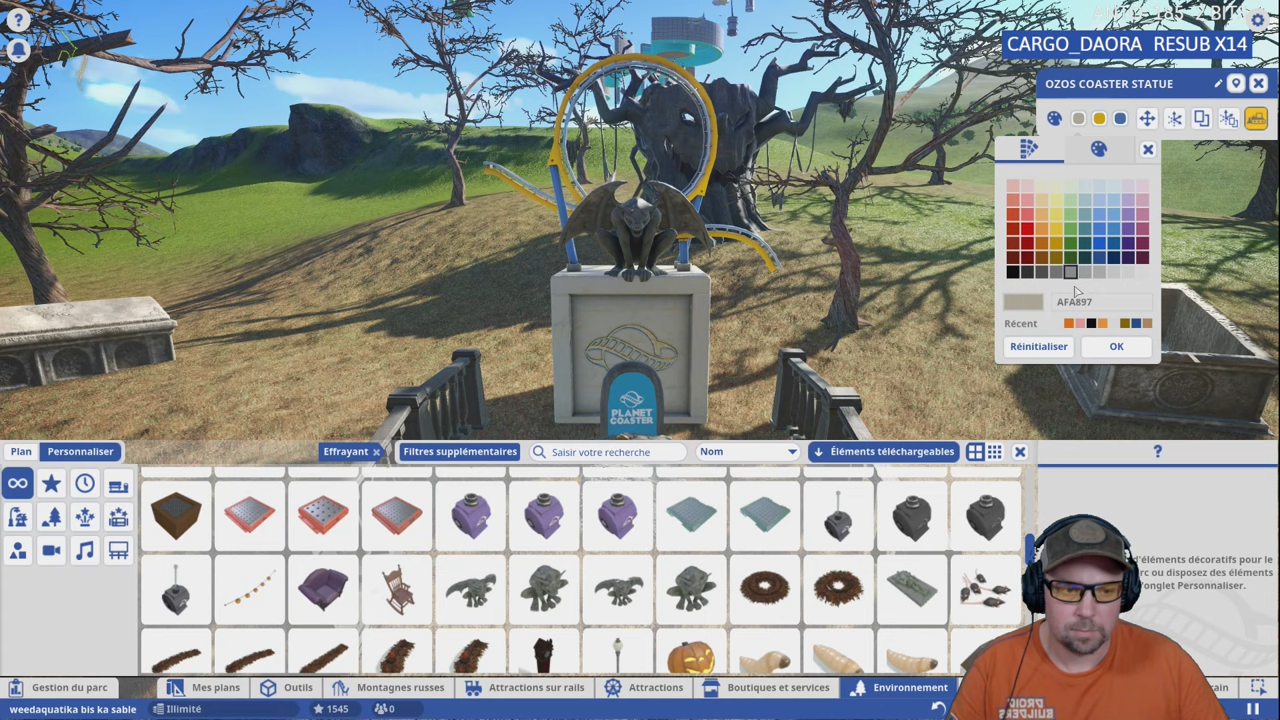 CARGO_DAORA RESUB X14
OZOS COASTER STATUE
AFA897
Récent
Réinitialiser
OK
PLANET
COASTER
Plan
Personnaliser
Effrayant
Filtres supplémentaires
Saisir votre recherche
Nom
Éléments téléchargeables
?
d'éléments décoratifs pour le
rc ou disposez des éléments
'onglet Personnaliser.
Gestion du parc
Mes plans
Outils
Montagnes russes
Attractions sur rails
Attractions
Boutiques et services
Environnement
rain
weedaquatika bis ka sable
Illimité
1545
0